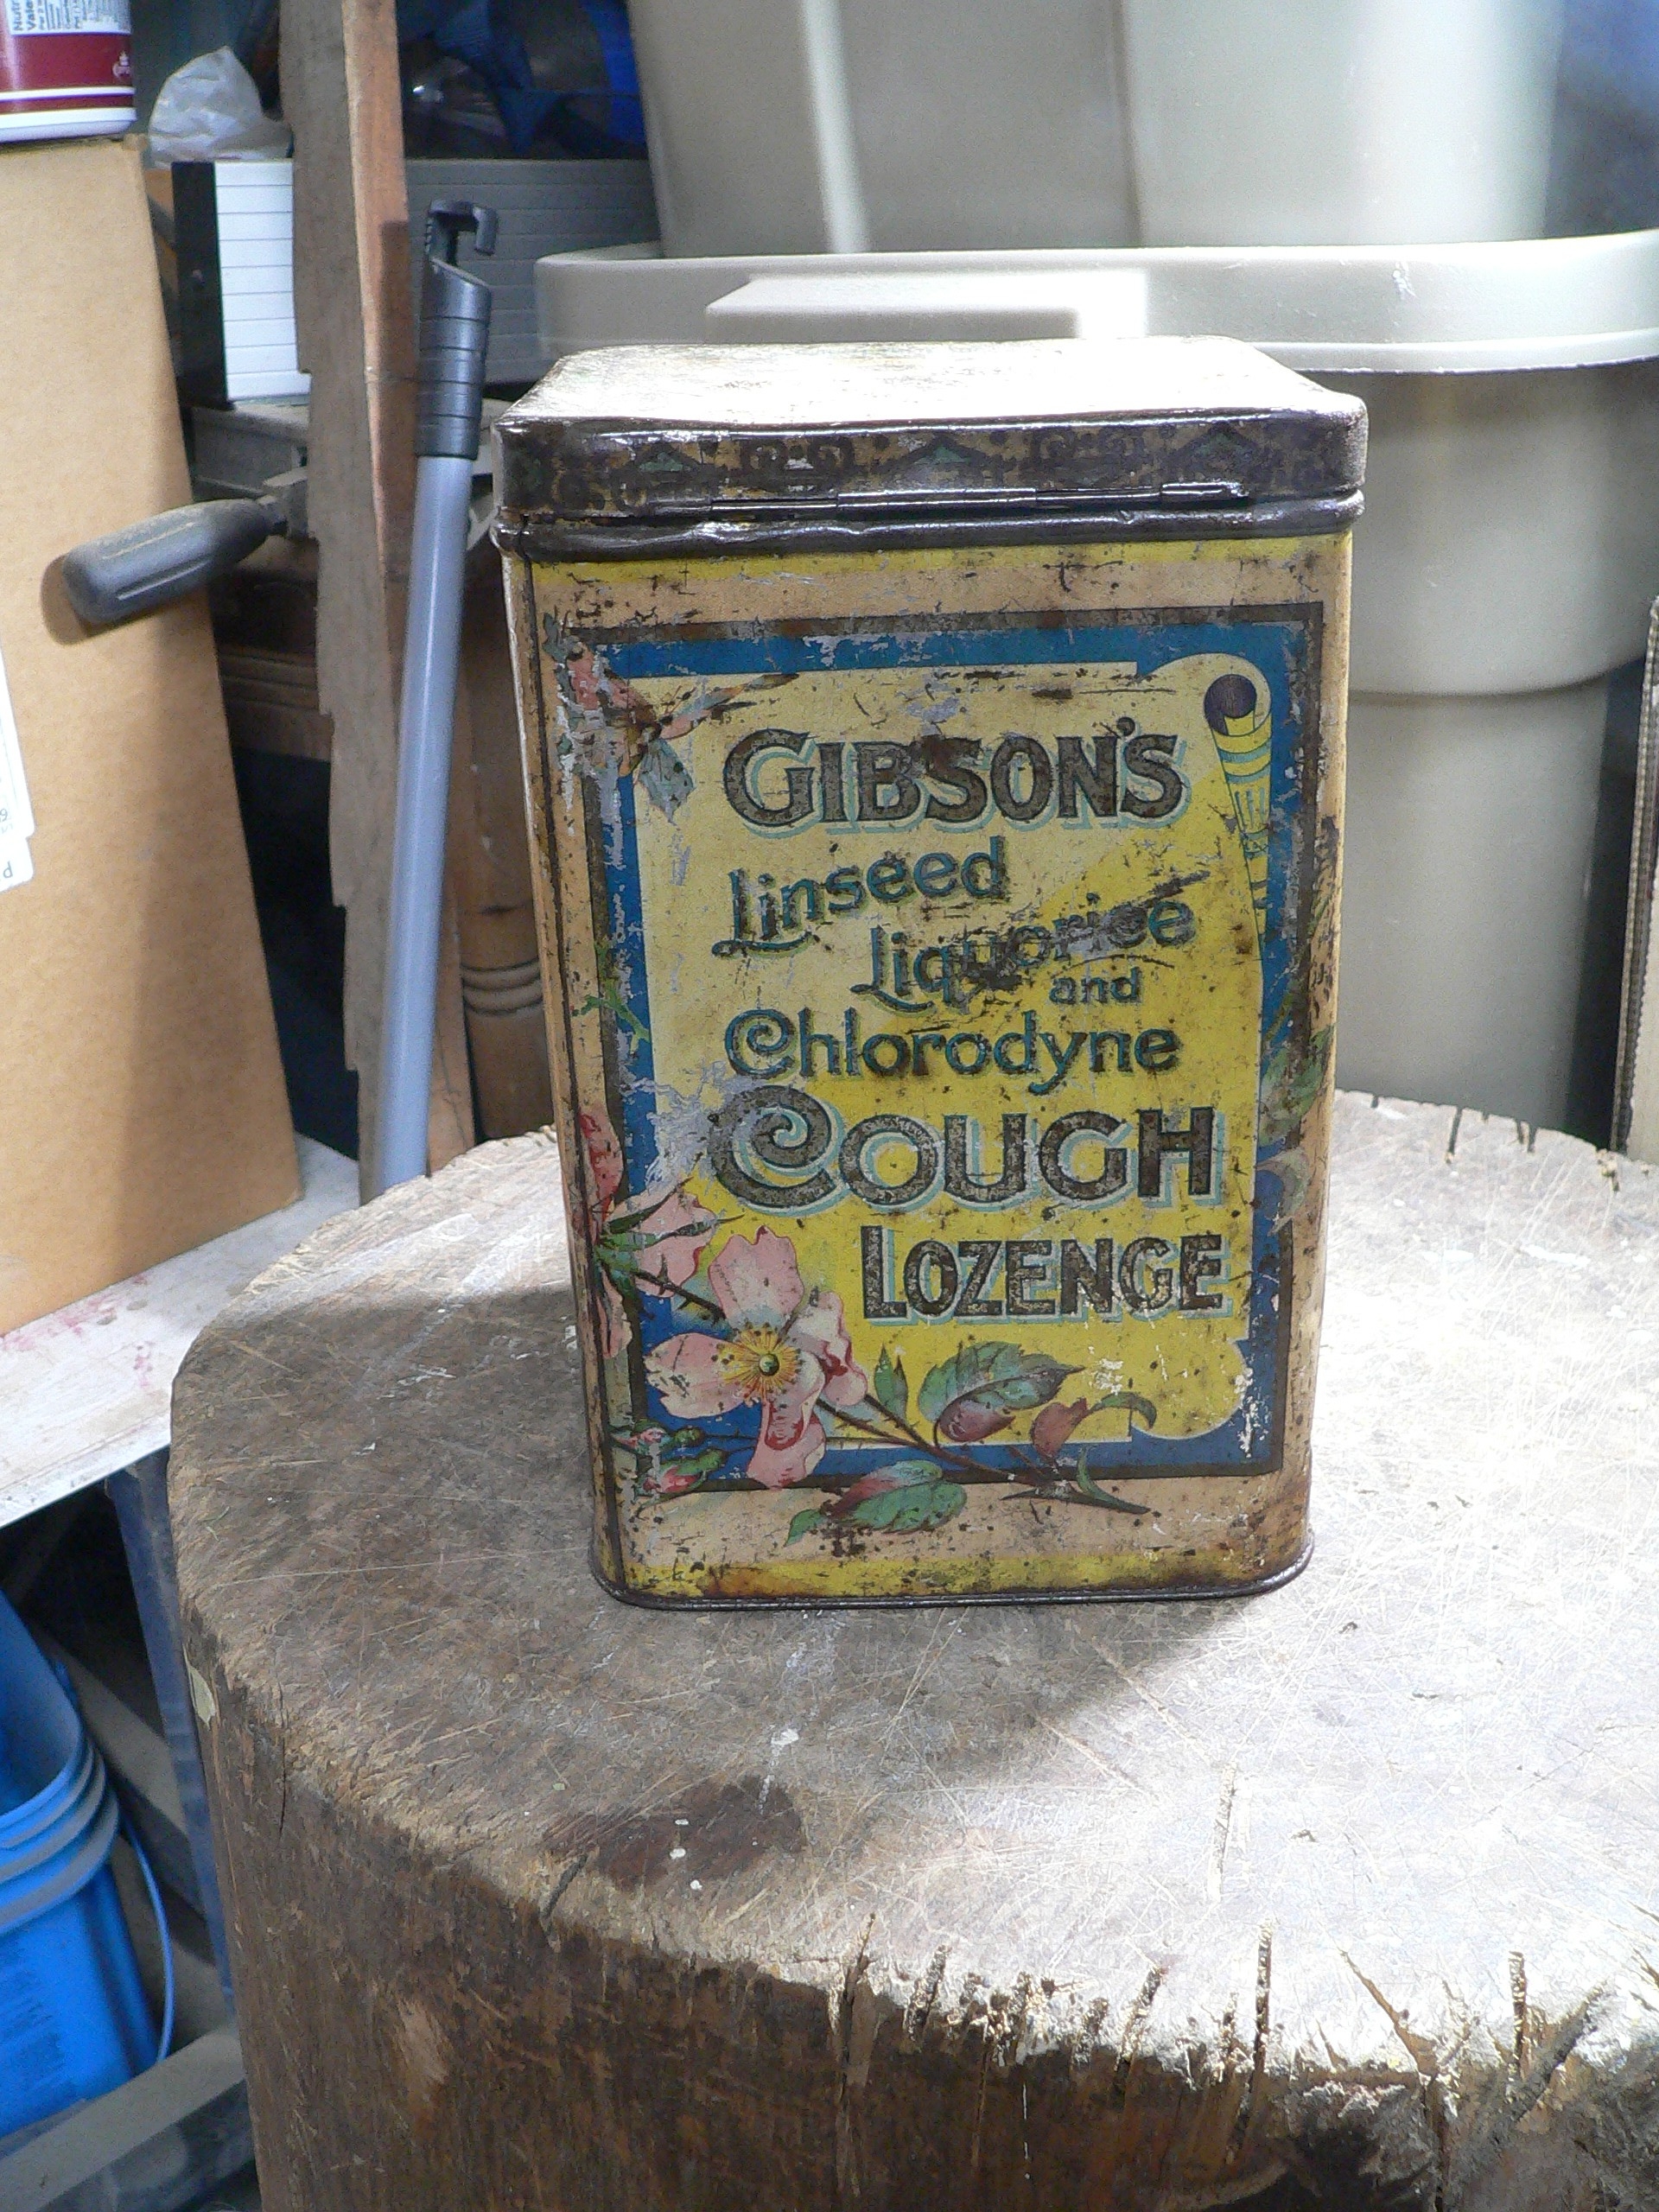 GIBSON'S
Linseed
Liquorice
and
Chlorodyne
COUGH
LOZENGE